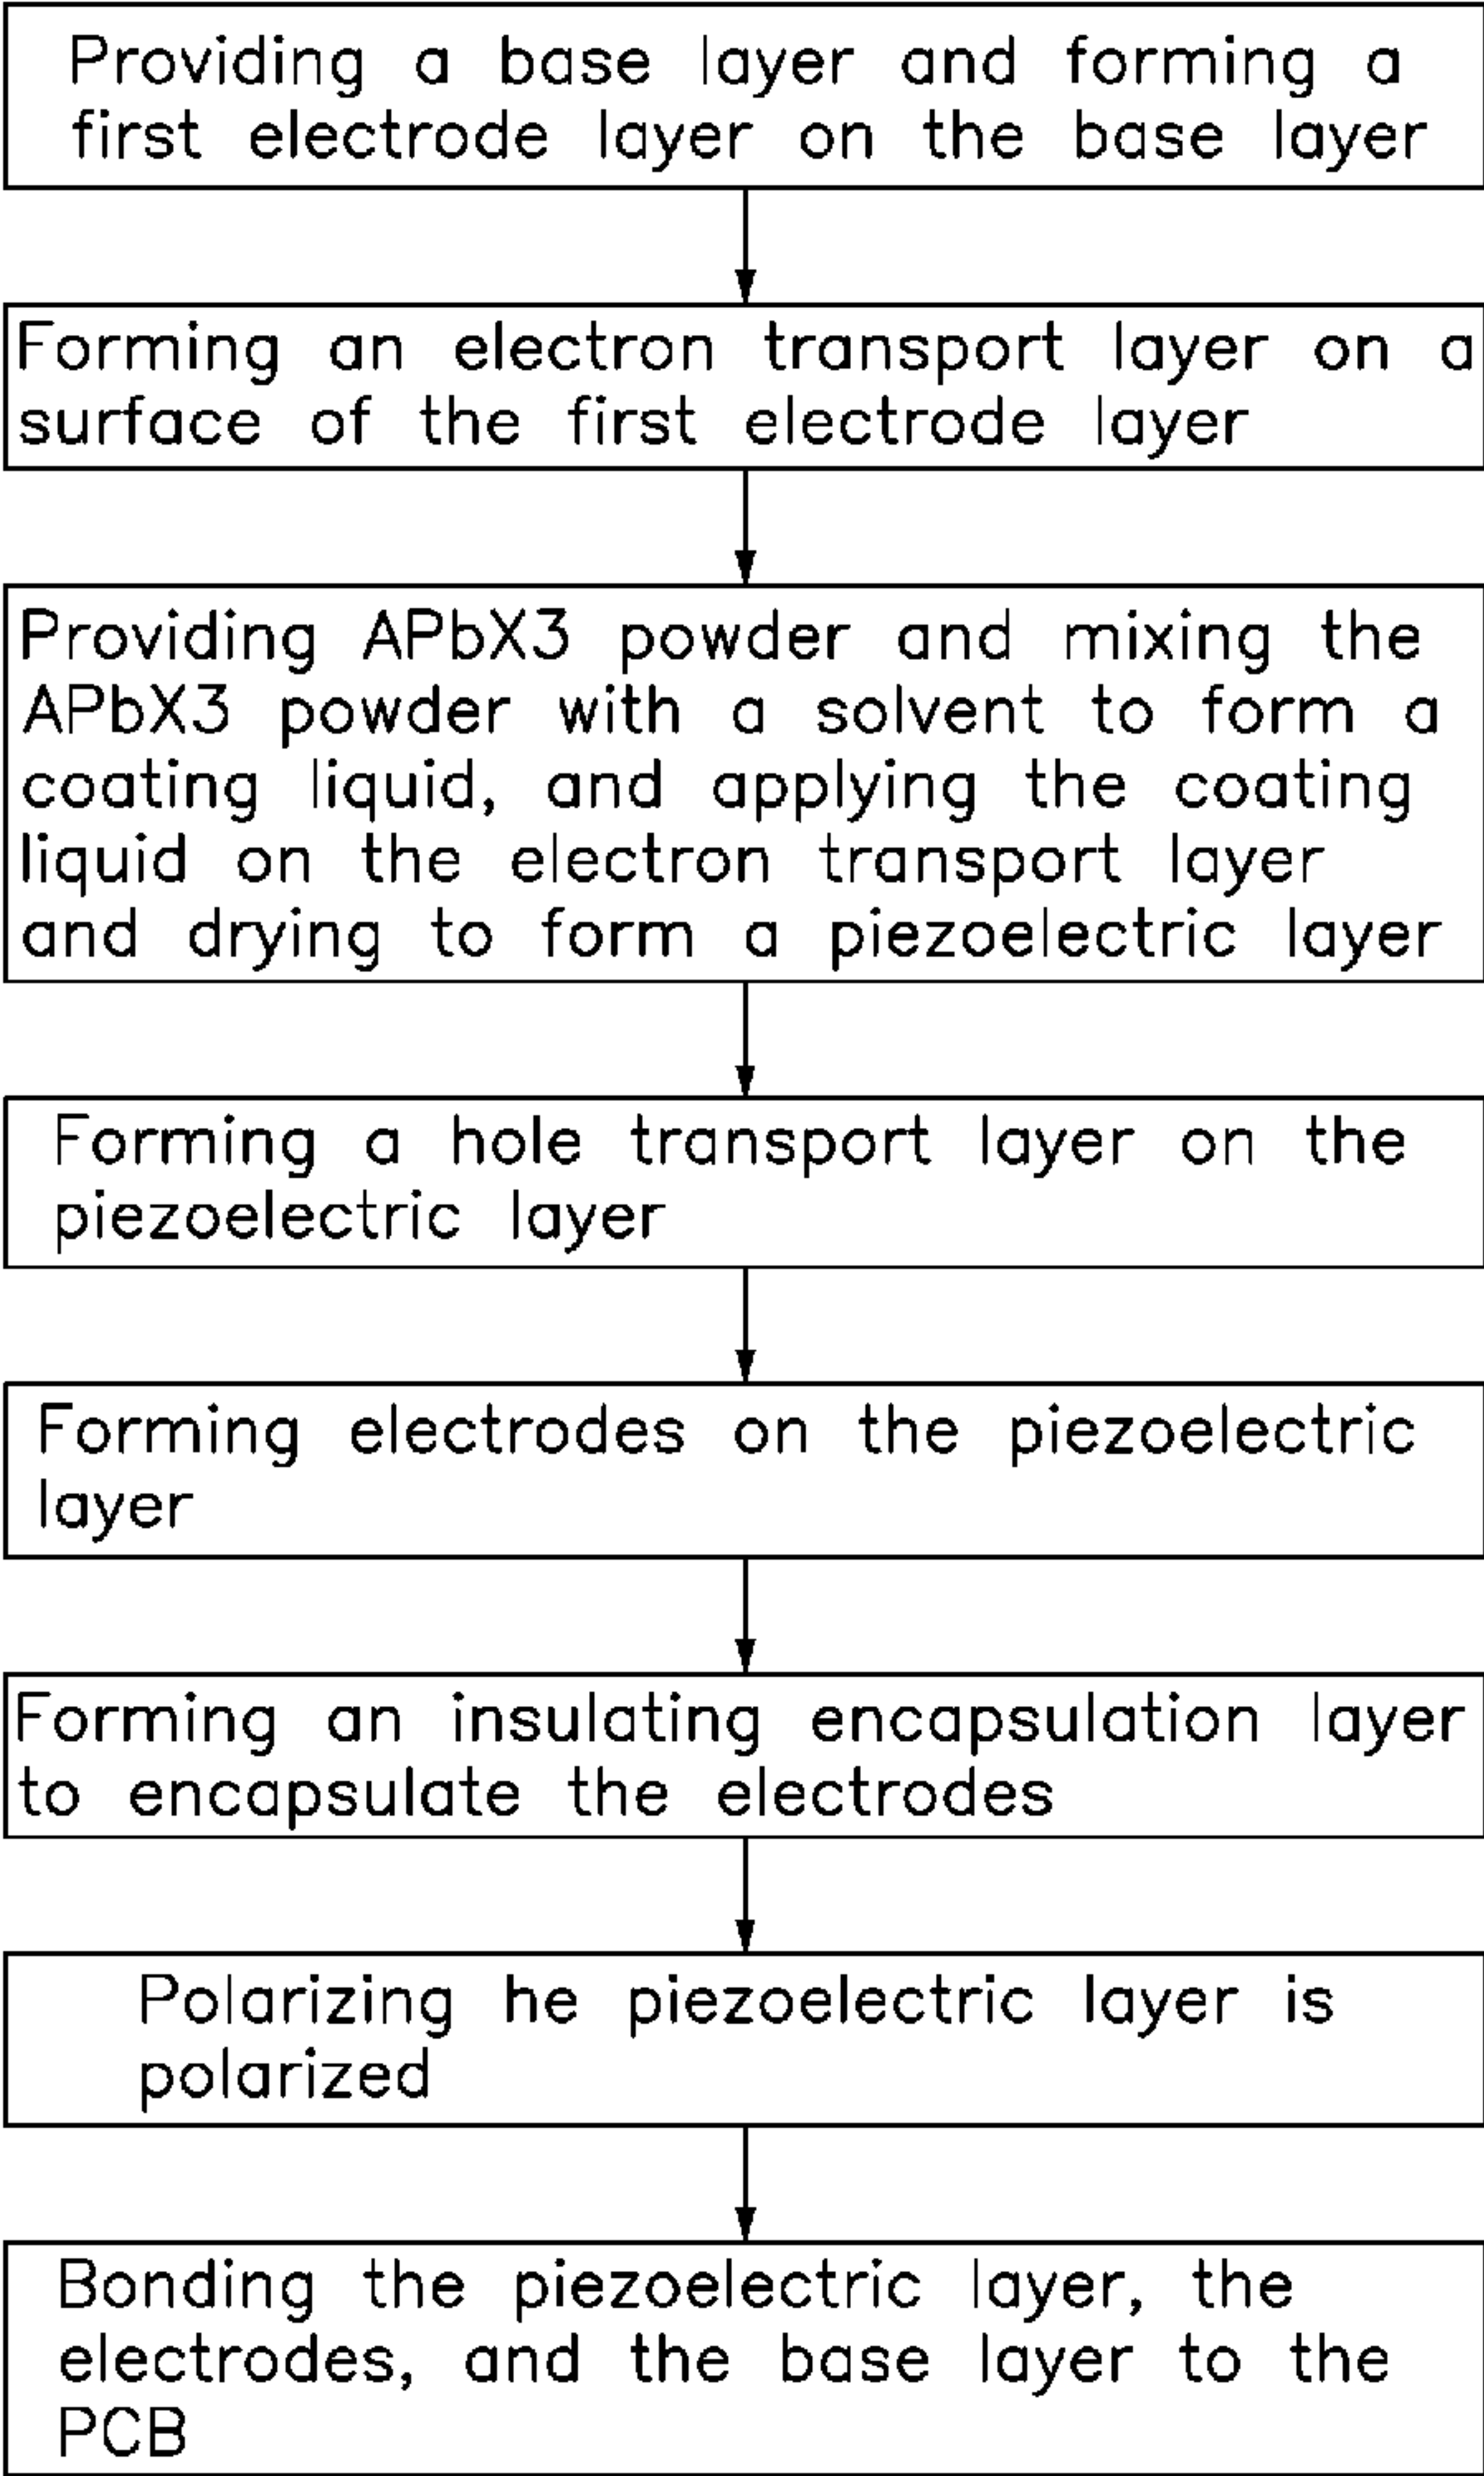 Providing a base layer and forming a
first electrode layer on the base layer
Forming an electron transport layer on a
surface of the first electrode layer
Providing APbX3 powder and mixing the
APbX3 powder with a solvent to form a
coating liquid, and applying the coating
liquid on the electron transport layer
and drying to form a piezoelectric layer
Forming a hole transport layer on the
piezoelectric layer
Forming electrodes on the piezoelectric
layer
Forming an insulating encapsulation layer
to encapsulate the electrodes
Polarizing he piezoelectric layer is
polarized
Bonding the piezoelectric layer, the
electrodes, and the base layer to the
PCB